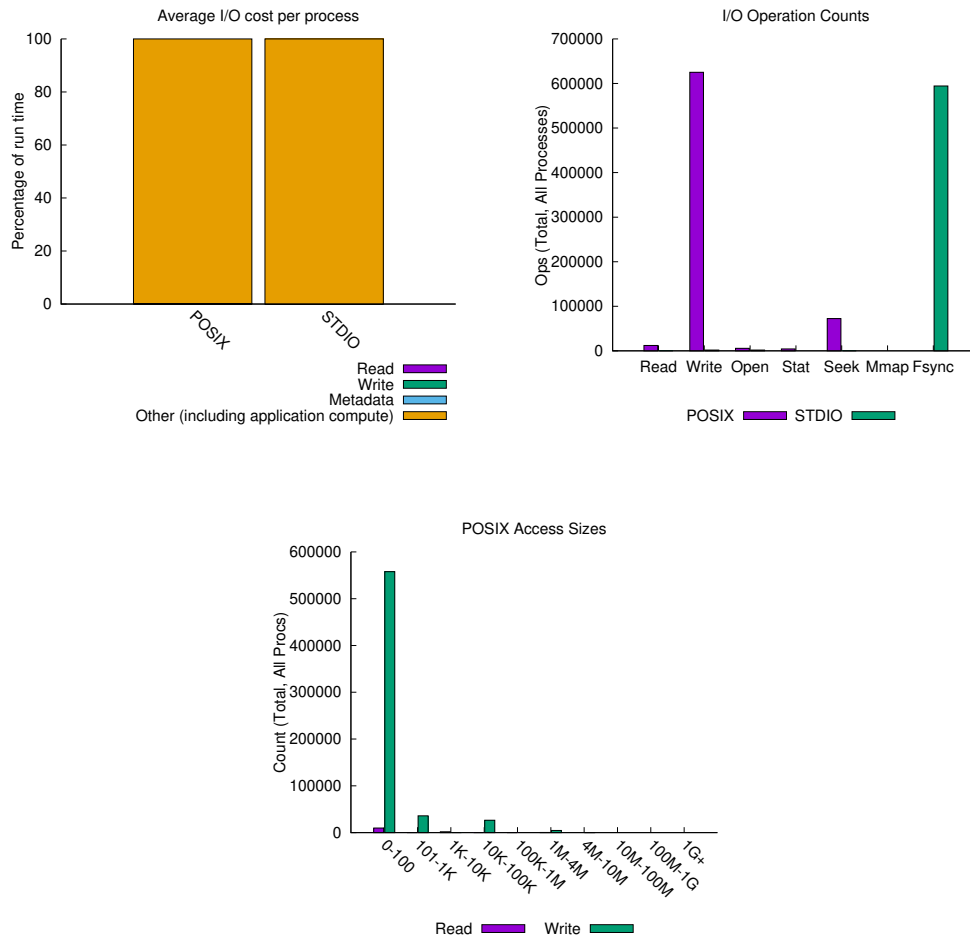 Average I/O cost per process
100
80
60
40
20
0
Percentage of run time
POSIX
STDIO
Read
Write
Metadata
Other (including application compute)
I/O Operation Counts
700000
600000
500000
400000
300000
200000
100000
0
Ops (Total, All Processes)
Read Write Open Stat Seek Mmap Fsync
POSIX STDIO
POSIX Access Sizes
600000
500000
400000
300000
200000
100000
0
Count (Total, All Procs)
0-100
101-1K
1K-10K
10K-100K
100K-1M
1M-4M
4M-10M
10M-100M
100M-1G
1G+
Read Write